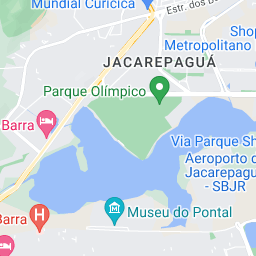 Mundial Curicica
Estr. dos B
Shop
Metropolitano
JACAREPAGUÁ
Parque Olímpico
Barra
Via Parque Sh
Aeroporto d
Jacarepagu
- SBJR
Museu do Pontal
Barra
H